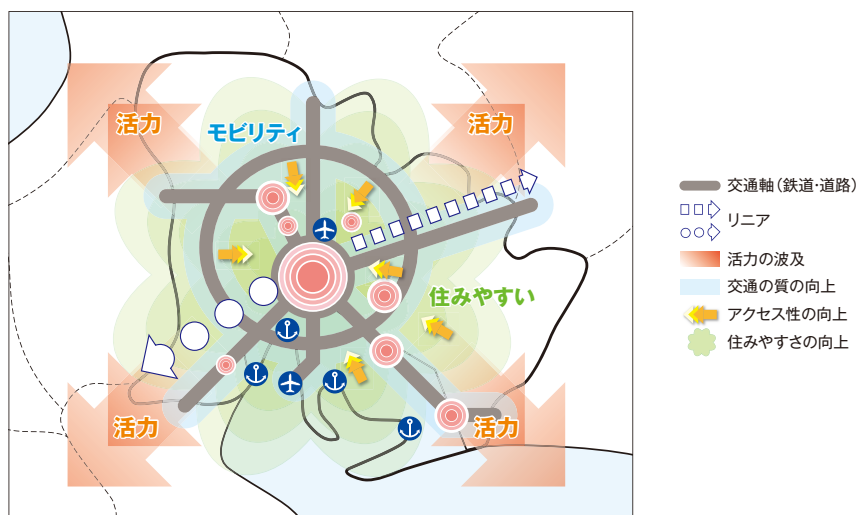 活力
活力
モビリティ
住みやすい
活力
活力
交通軸（鉄道・道路）
リニア
活力の波及
交通の質の向上
アクセス性の向上
住みやすさの向上